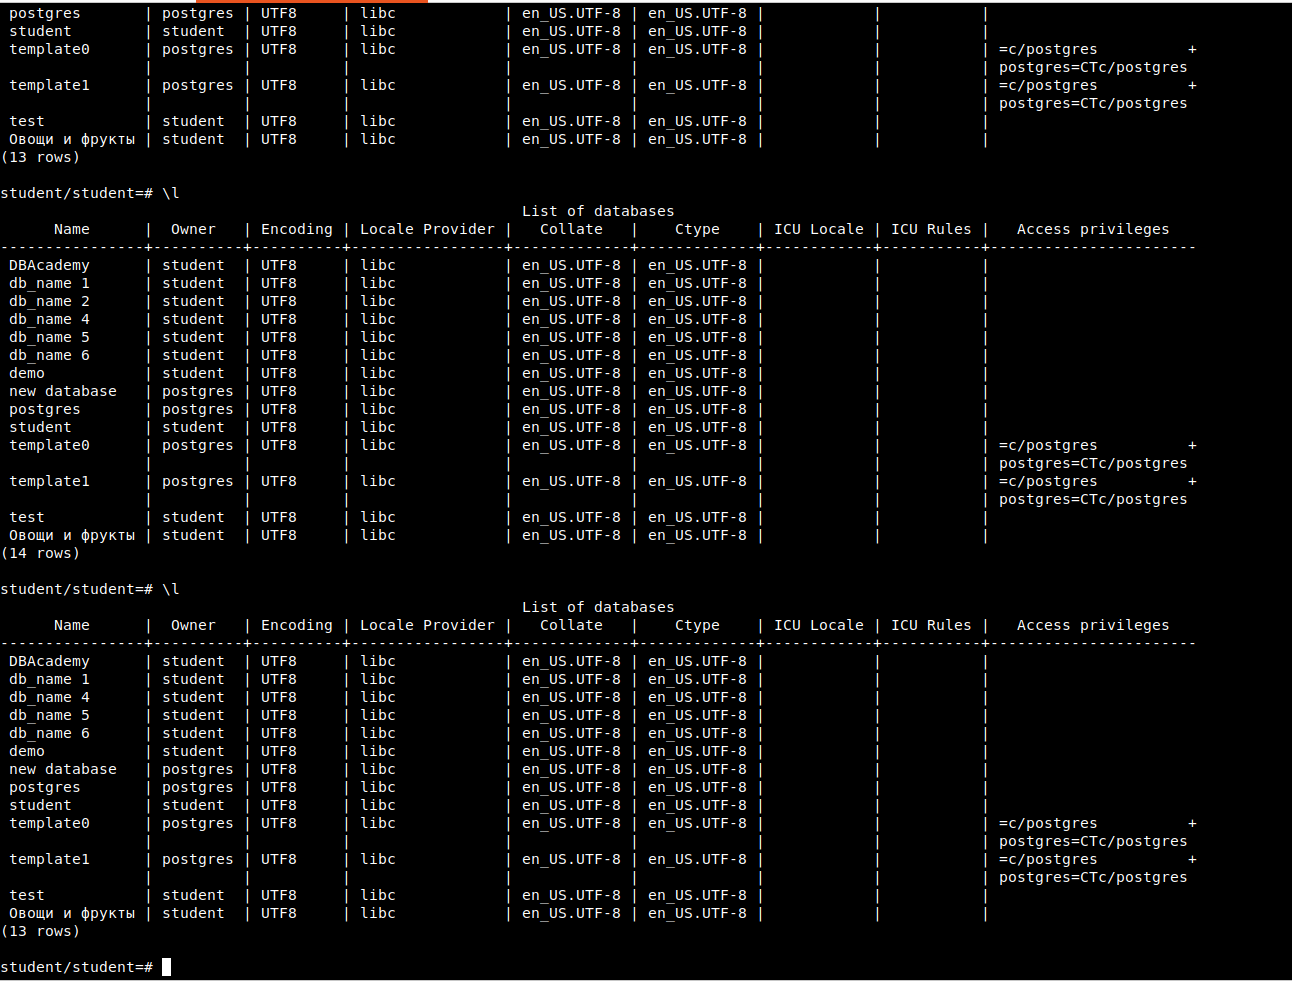 postgres       | postgres | UTF8     | libc            | en_US.UTF-8 | en_US.UTF-8 |            |           |
 student        | student  | UTF8     | libc            | en_US.UTF-8 | en_US.UTF-8 |            |           |
 template0      | postgres | UTF8     | libc            | en_US.UTF-8 | en_US.UTF-8 |            |           | =c/postgres          +
                |          |          |                 |             |             |            |           | postgres=CTc/postgres
 template1      | postgres | UTF8     | libc            | en_US.UTF-8 | en_US.UTF-8 |            |           | =c/postgres          +
                |          |          |                 |             |             |            |           | postgres=CTc/postgres
 test           | student  | UTF8     | libc            | en_US.UTF-8 | en_US.UTF-8 |            |           |
 Овощи и фрукты | student  | UTF8     | libc            | en_US.UTF-8 | en_US.UTF-8 |            |           |
(13 rows)

student/student=# \l
                                                          List of databases
      Name      |  Owner   | Encoding | Locale Provider |   Collate   |    Ctype    | ICU Locale | ICU Rules |   Access privileges
----------------+----------+----------+-----------------+-------------+-------------+------------+-----------+-----------------------
 DBAcademy      | student  | UTF8     | libc            | en_US.UTF-8 | en_US.UTF-8 |            |           |
 db_name 1      | student  | UTF8     | libc            | en_US.UTF-8 | en_US.UTF-8 |            |           |
 db_name 2      | student  | UTF8     | libc            | en_US.UTF-8 | en_US.UTF-8 |            |           |
 db_name 4      | student  | UTF8     | libc            | en_US.UTF-8 | en_US.UTF-8 |            |           |
 db_name 5      | student  | UTF8     | libc            | en_US.UTF-8 | en_US.UTF-8 |            |           |
 db_name 6      | student  | UTF8     | libc            | en_US.UTF-8 | en_US.UTF-8 |            |           |
 demo           | student  | UTF8     | libc            | en_US.UTF-8 | en_US.UTF-8 |            |           |
 new database   | postgres | UTF8     | libc            | en_US.UTF-8 | en_US.UTF-8 |            |           |
 postgres       | postgres | UTF8     | libc            | en_US.UTF-8 | en_US.UTF-8 |            |           |
 student        | student  | UTF8     | libc            | en_US.UTF-8 | en_US.UTF-8 |            |           |
 template0      | postgres | UTF8     | libc            | en_US.UTF-8 | en_US.UTF-8 |            |           | =c/postgres          +
                |          |          |                 |             |             |            |           | postgres=CTc/postgres
 template1      | postgres | UTF8     | libc            | en_US.UTF-8 | en_US.UTF-8 |            |           | =c/postgres          +
                |          |          |                 |             |             |            |           | postgres=CTc/postgres
 test           | student  | UTF8     | libc            | en_US.UTF-8 | en_US.UTF-8 |            |           |
 Овощи и фрукты | student  | UTF8     | libc            | en_US.UTF-8 | en_US.UTF-8 |            |           |
(14 rows)

student/student=# \l
                                                          List of databases
      Name      |  Owner   | Encoding | Locale Provider |   Collate   |    Ctype    | ICU Locale | ICU Rules |   Access privileges
----------------+----------+----------+-----------------+-------------+-------------+------------+-----------+-----------------------
 DBAcademy      | student  | UTF8     | libc            | en_US.UTF-8 | en_US.UTF-8 |            |           |
 db_name 1      | student  | UTF8     | libc            | en_US.UTF-8 | en_US.UTF-8 |            |           |
 db_name 4      | student  | UTF8     | libc            | en_US.UTF-8 | en_US.UTF-8 |            |           |
 db_name 5      | student  | UTF8     | libc            | en_US.UTF-8 | en_US.UTF-8 |            |           |
 db_name 6      | student  | UTF8     | libc            | en_US.UTF-8 | en_US.UTF-8 |            |           |
 demo           | student  | UTF8     | libc            | en_US.UTF-8 | en_US.UTF-8 |            |           |
 new database   | postgres | UTF8     | libc            | en_US.UTF-8 | en_US.UTF-8 |            |           |
 postgres       | postgres | UTF8     | libc            | en_US.UTF-8 | en_US.UTF-8 |            |           |
 student        | student  | UTF8     | libc            | en_US.UTF-8 | en_US.UTF-8 |            |           |
 template0      | postgres | UTF8     | libc            | en_US.UTF-8 | en_US.UTF-8 |            |           | =c/postgres          +
                |          |          |                 |             |             |            |           | postgres=CTc/postgres
 template1      | postgres | UTF8     | libc            | en_US.UTF-8 | en_US.UTF-8 |            |           | =c/postgres          +
                |          |          |                 |             |             |            |           | postgres=CTc/postgres
 test           | student  | UTF8     | libc            | en_US.UTF-8 | en_US.UTF-8 |            |           |
 Овощи и фрукты | student  | UTF8     | libc            | en_US.UTF-8 | en_US.UTF-8 |            |           |
(13 rows)

student/student=#